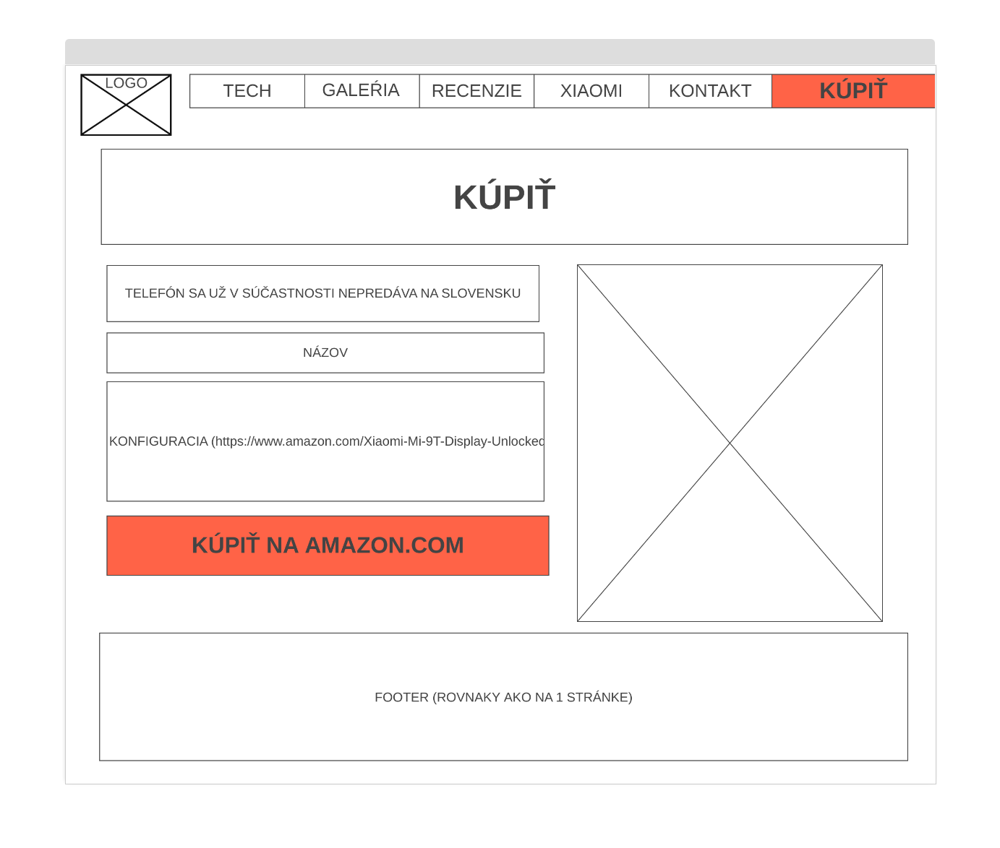 LOGO
TECH
GALEŔIA
RECENZIE
XIAOMI
KONTAKT
KÚPIŤ
KÚPIŤ
TELEFÓN SA UŽ V SÚČASTNOSTI NEPREDÁVA NA SLOVENSKU
NÁZOV
KONFIGURACIA (https://www.amazon.com/Xiaomi-Mi-9T-Display-Unlocked
KÚPIŤ NA AMAZON.COM
FOOTER (ROVNAKY AKO NA 1 STRÁNKE)